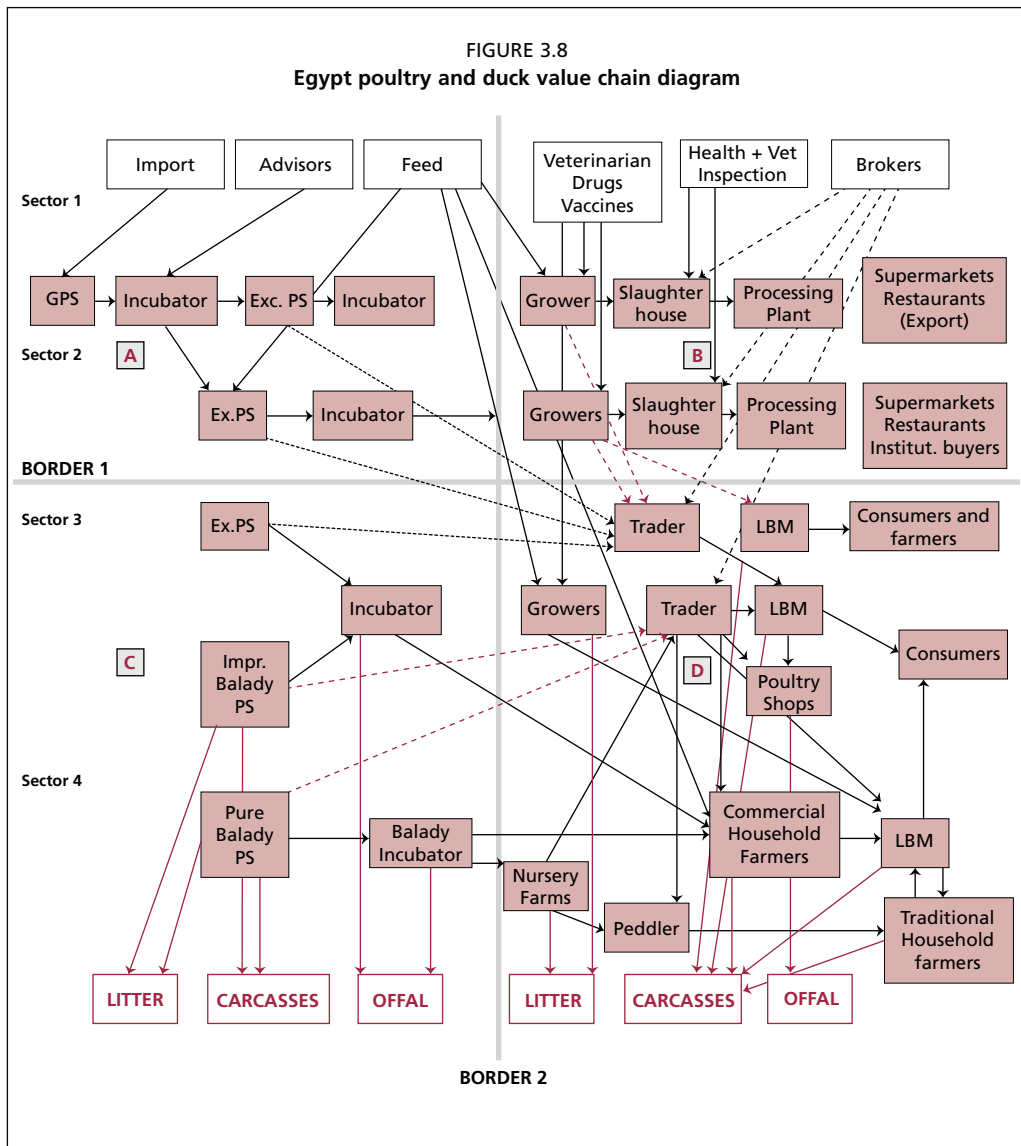 FIGURE 3.8
Egypt poultry and duck value chain diagram
Import
Advisors
Feed
Veterinarian
Drugs
Vaccines
Health + Vet
Inspection
Brokers
Sector 1
GPS
Incubator
Exc. PS
Incubator
Grower
Slaughter
house
Processing
Plant
Supermarkets
Restaurants
(Export)
Sector 2
A
B
Ex.PS
Incubator
Growers
Slaughter
house
Processing
Plant
Supermarkets
Restaurants
Institut. buyers
BORDER 1
Sector 3
Ex.PS
Trader
LBM
Consumers and
farmers
Incubator
Growers
Trader
LBM
Consumers
C
Impr.
Balady
PS
D
Poultry
Shops
Sector 4
Pure
Balady
PS
Balady
Incubator
Nursery
Farms
Peddler
Commercial
Household
Farmers
LBM
Traditional
Household
farmers
LITTER
CARCASSES
OFFAL
LITTER
CARCASSES
OFFAL
BORDER 2